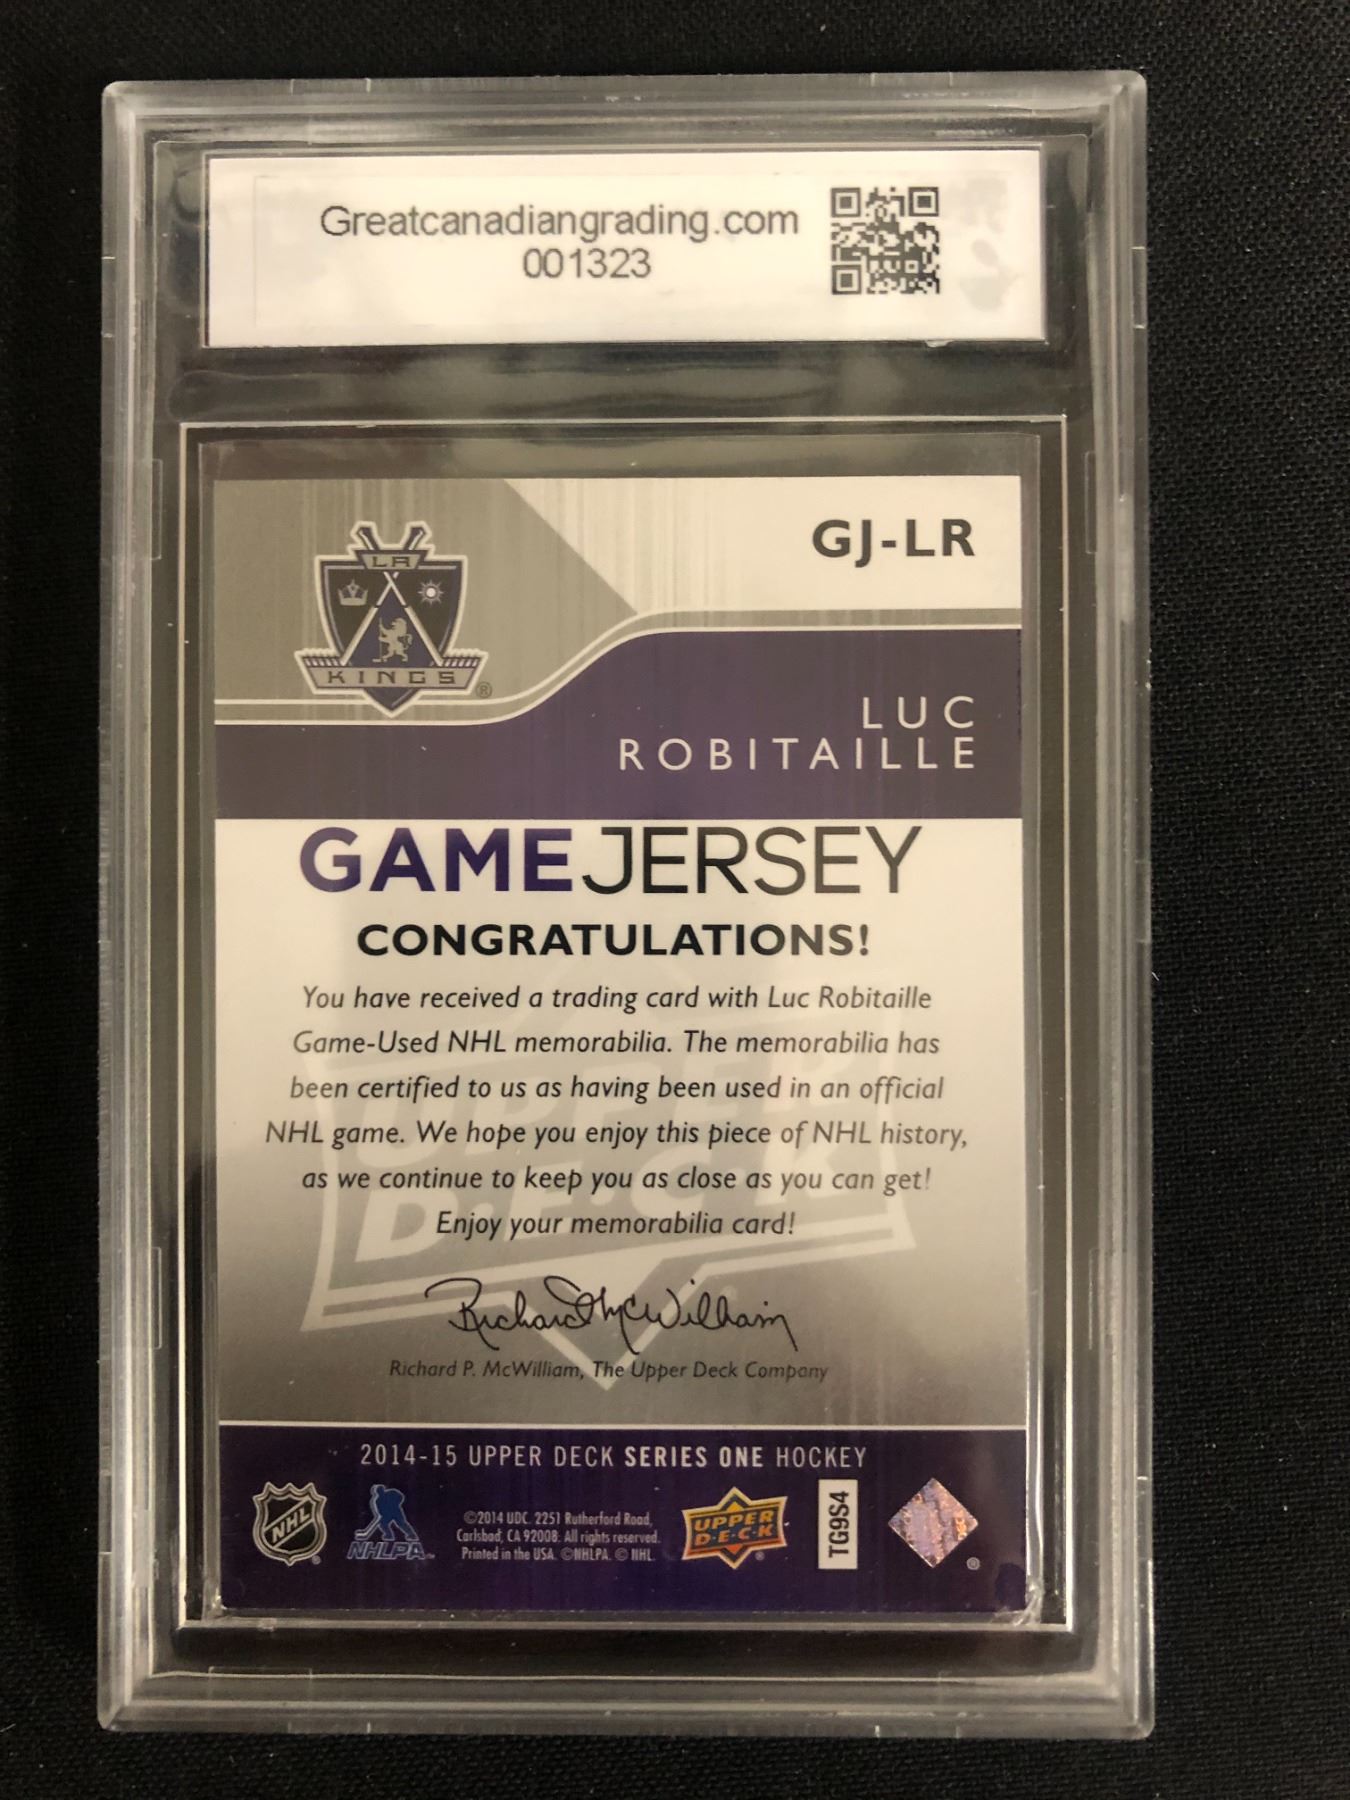 Greatcanadiangrading.com
001323
GJ-LR
LA
KINGS
®
LUC
ROBITAILLE
GAMEJERSEY
CONGRATULATIONS!
You have received a trading card with Luc Robitaille
Game-Used NHL memorabilia. The memorabilia has
been certified to us as having been used in an official
NHL game. We hope you enjoy this piece of NHL history,
as we continue to keep you as close as you can get!
Enjoy your memorabilia card!
UPPER
D·E·C·K
Richard McWilliam
Richard P. McWilliam, The Upper Deck Company
2014-15 UPPER DECK SERIES ONE HOCKEY
NHL
®
NHLPA
©2014 UDC. 2251 Rutherford Road,
Carlsbad, CA 92008. All rights reserved.
Printed in the USA. ©NHLPA. © NHL.
UPPER
D·E·C·K
®
TG9S4
®